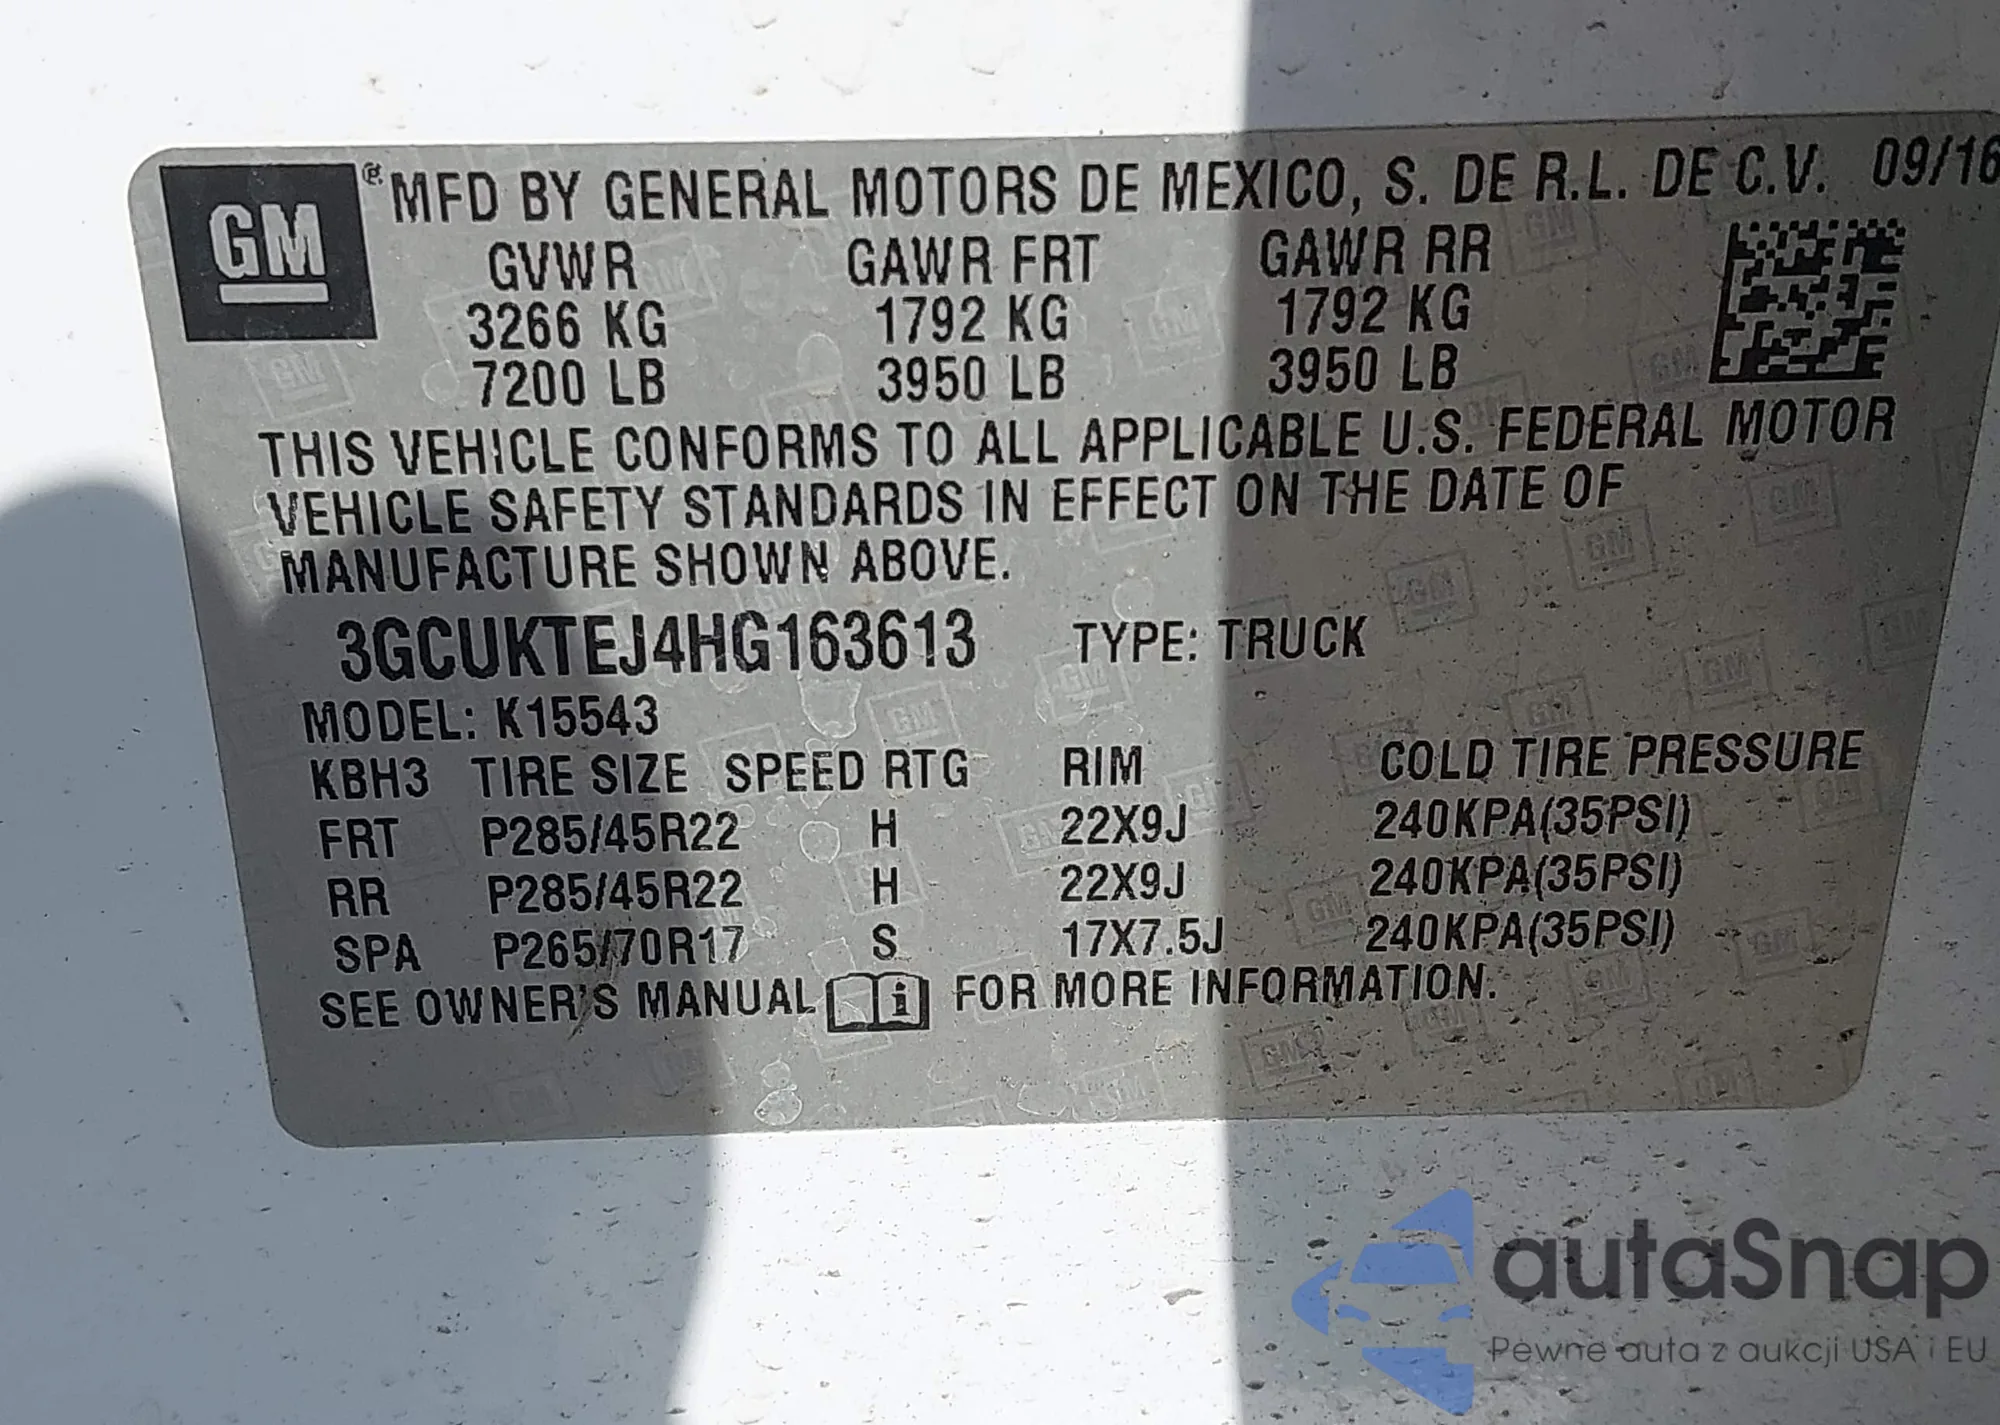 GM ® MFD BY GENERAL MOTORS DE MEXICO, S. DE R.L. DE C.V. 09/16
GVWR GAWR FRT GAWR RR
3266 KG 1792 KG 1792 KG
7200 LB 3950 LB 3950 LB
THIS VEHICLE CONFORMS TO ALL APPLICABLE U.S. FEDERAL MOTOR
VEHICLE SAFETY STANDARDS IN EFFECT ON THE DATE OF
MANUFACTURE SHOWN ABOVE.
3GCUKTEJ4HG163613 TYPE: TRUCK
MODEL: K15543
KBH3 TIRE SIZE SPEED RTG RIM COLD TIRE PRESSURE
FRT P285/45R22 H 22X9J 240KPA(35PSI)
RR P285/45R22 H 22X9J 240KPA(35PSI)
SPA P265/70R17 S 17X7.5J 240KPA(35PSI)
SEE OWNER'S MANUAL i FOR MORE INFORMATION.
autaSnap
Pewne auta z aukcji USA i EU